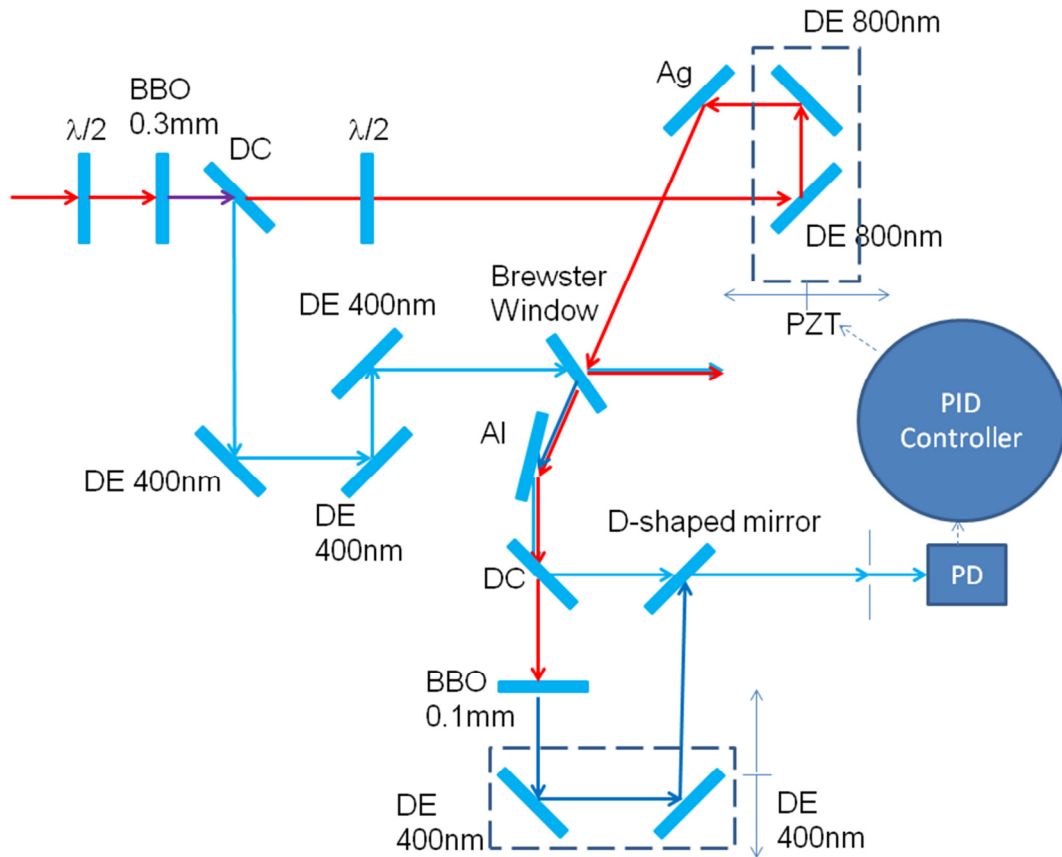 DE 800nm
Ag
BBO
0.3mm
λ/2
DC
λ/2
DE 800nm
Brewster
Window
DE 400nm
PZT
PID
Controller
Al
DE 400nm
DE
400nm
D-shaped mirror
DC
PD
BBO
0.1mm
DE
400nm
DE
400nm